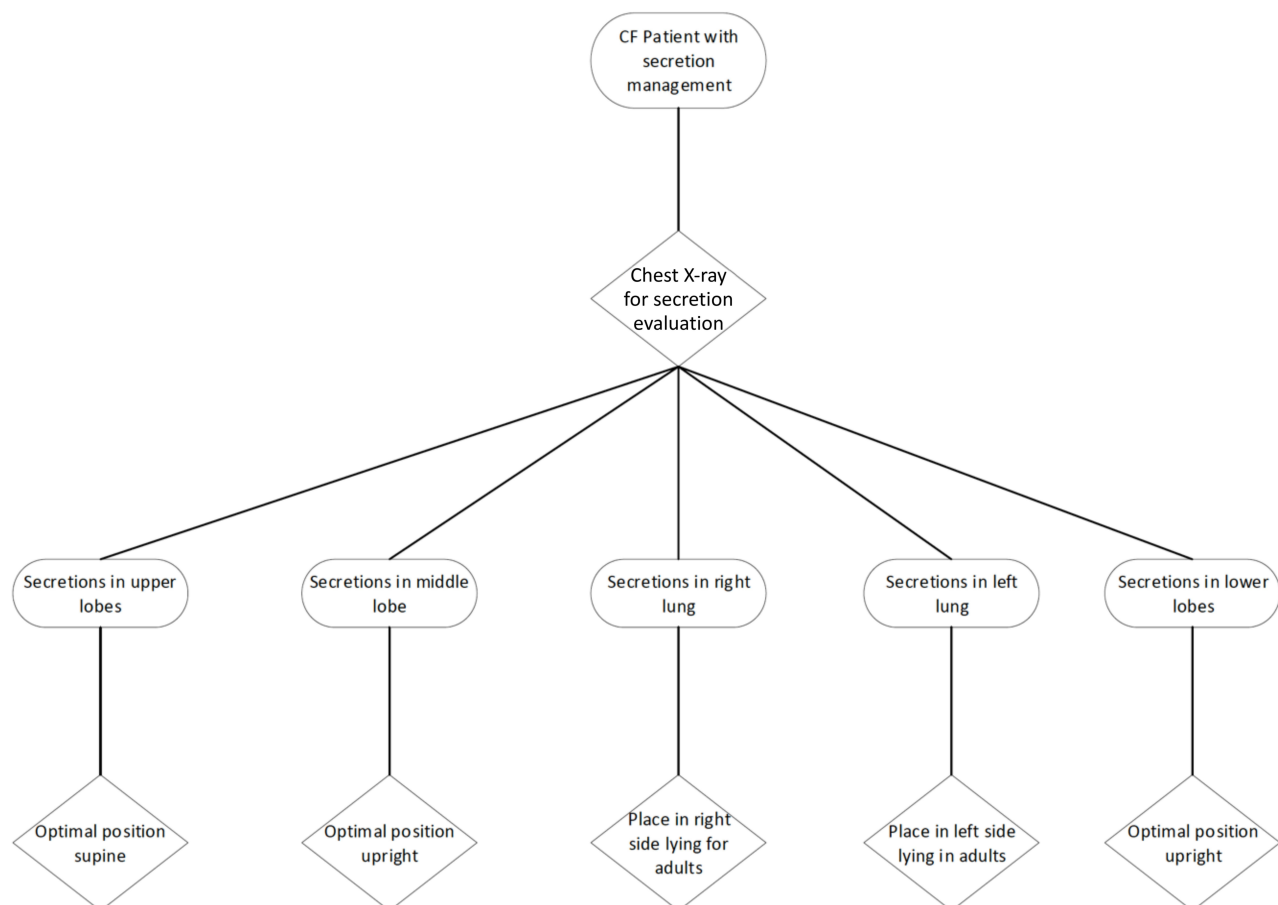 CF Patient with
secretion
management
Chest X-ray
for secretion
evaluation
Secretions in upper
lobes
Secretions in middle
lobe
Secretions in right
lung
Secretions in left
lung
Secretions in lower
lobes
Optimal position
supine
Optimal position
upright
Place in right
side lying for
adults
Place in left side
lying in adults
Optimal position
upright